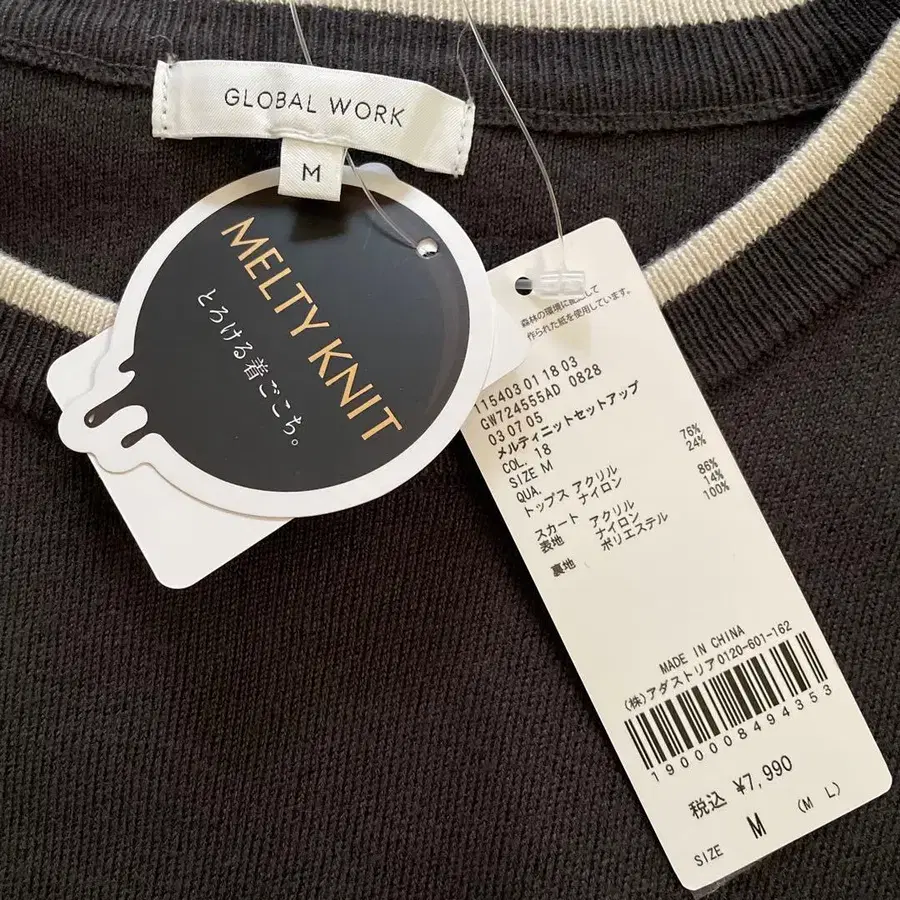 GLOBAL WORK
M
MELTY KNIT
とろける着ごこち。
森林の環境に配慮して
作られた紙を使用しています。
115403 01 18 03
GW724555AD 0828
03 07 05
メルティニットセットアップ
COL. 18
SIZE M
QUA.
トップス アクリル 76%
ナイロン 24%
スカート
表地 アクリル 86%
ナイロン 14%
裏地 ポリエステル 100%
MADE IN CHINA
(株)アダストリア0120-601-162
1900008494353
税込 ¥7,990
SIZE M (M L)